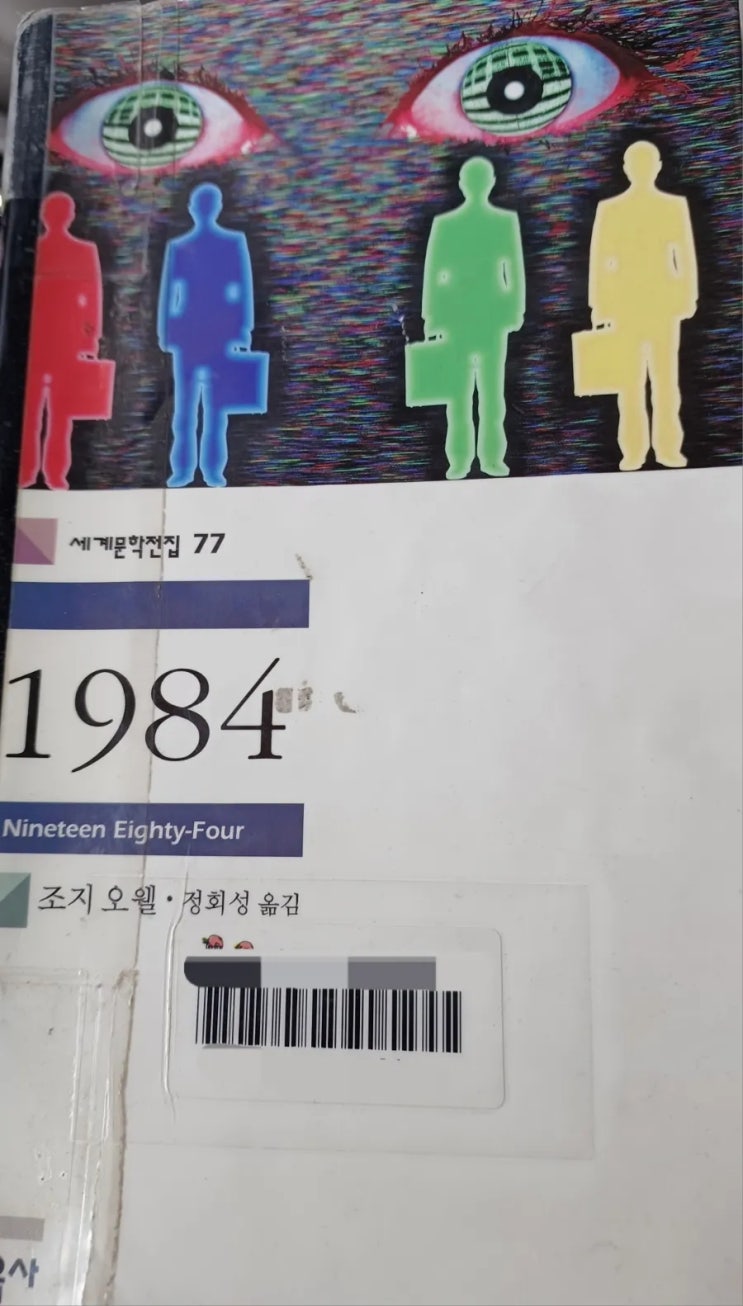 세계문학전집 77
1984
Nineteen Eighty-Four
조지 오웰 · 정회성 옮김